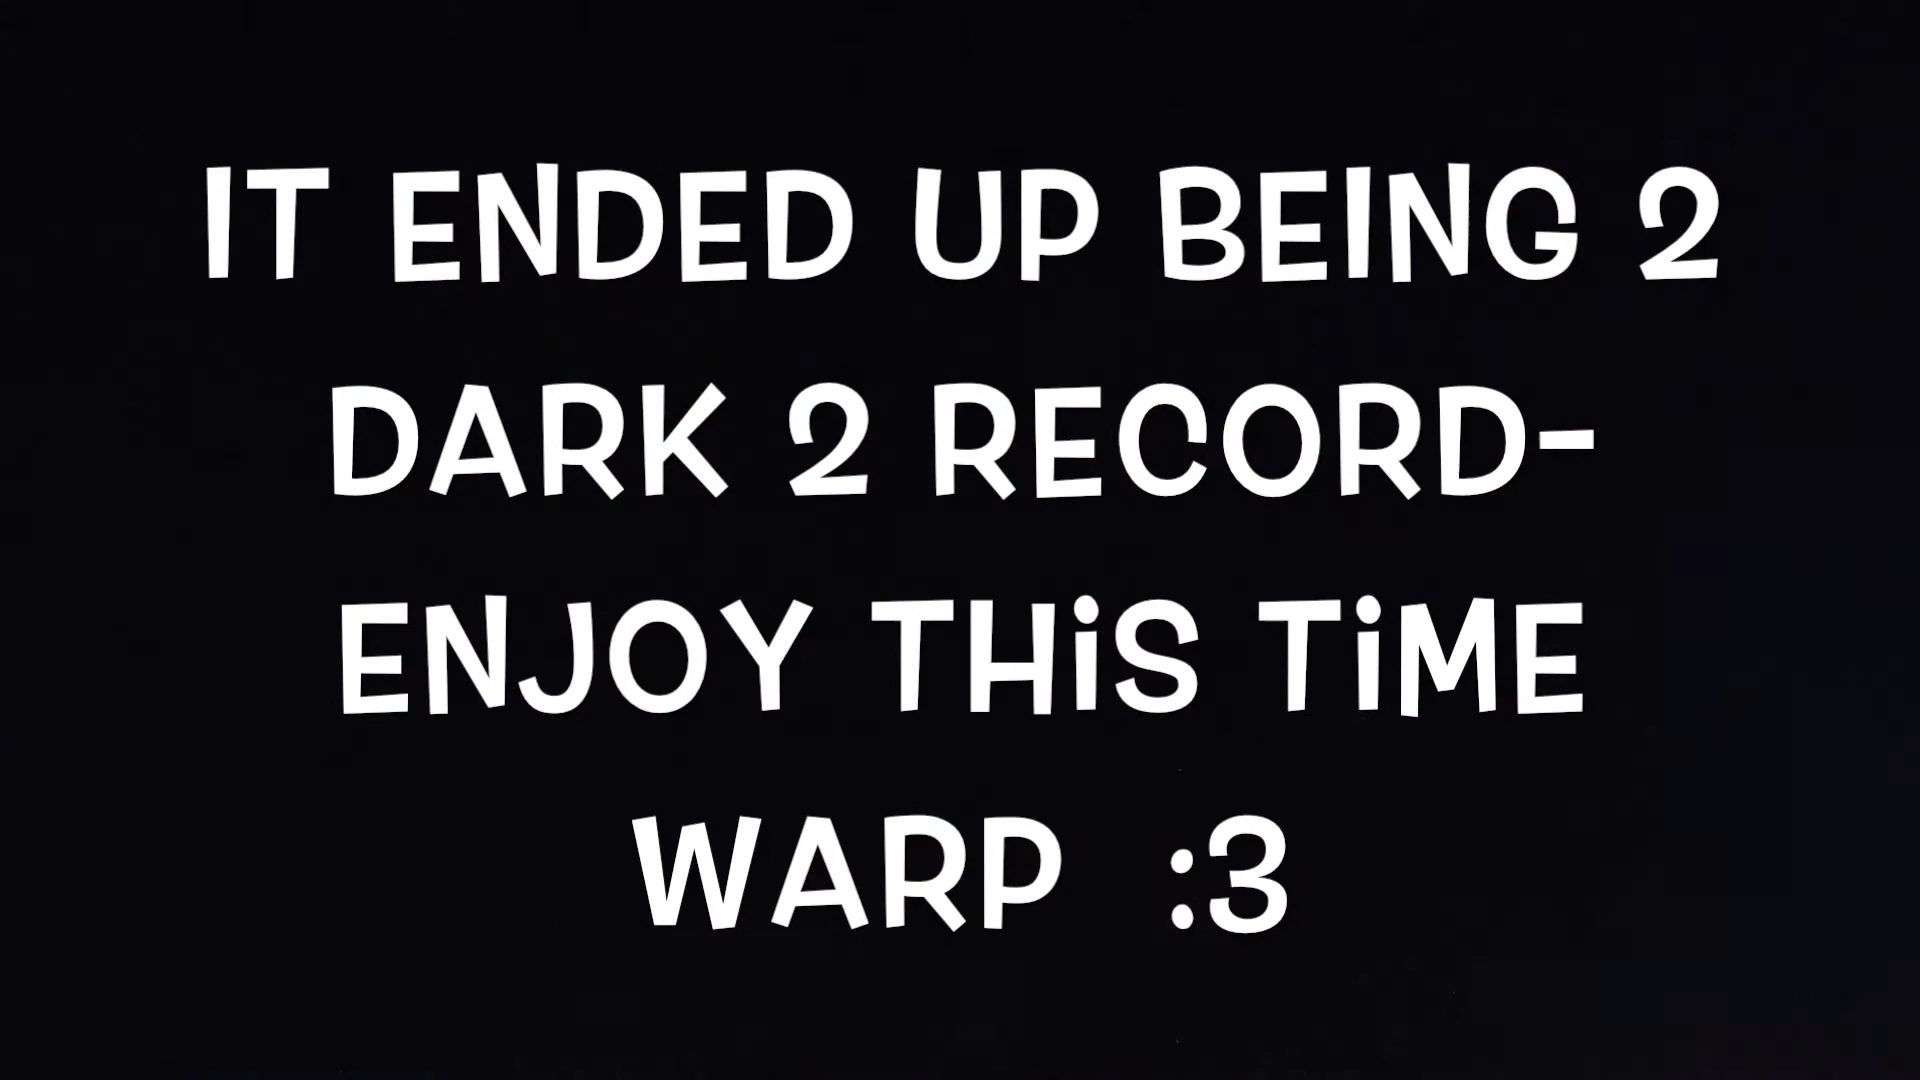 IT ENDED UP BEING 2
DARK 2 RECORD-
ENJOY THiS TiME
WARP :3